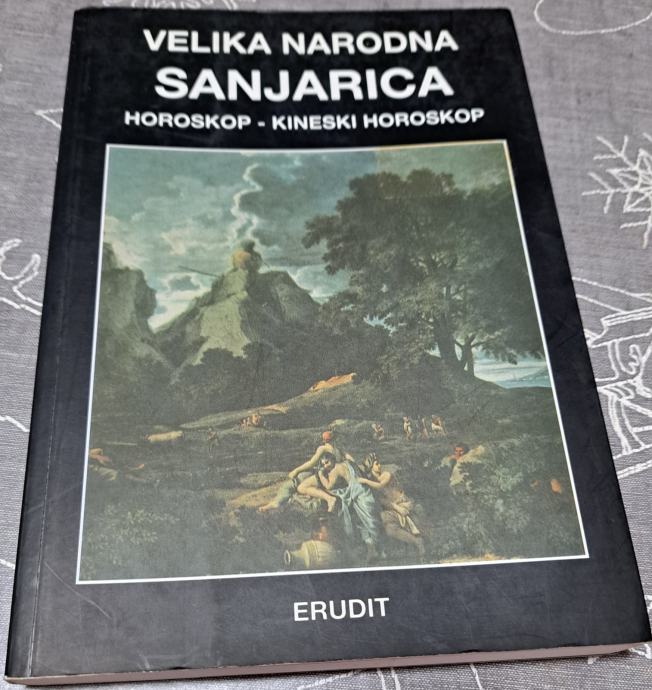 VELIKA NARODNA
SANJARICA
HOROSKOP - KINESKI HOROSKOP
ERUDIT